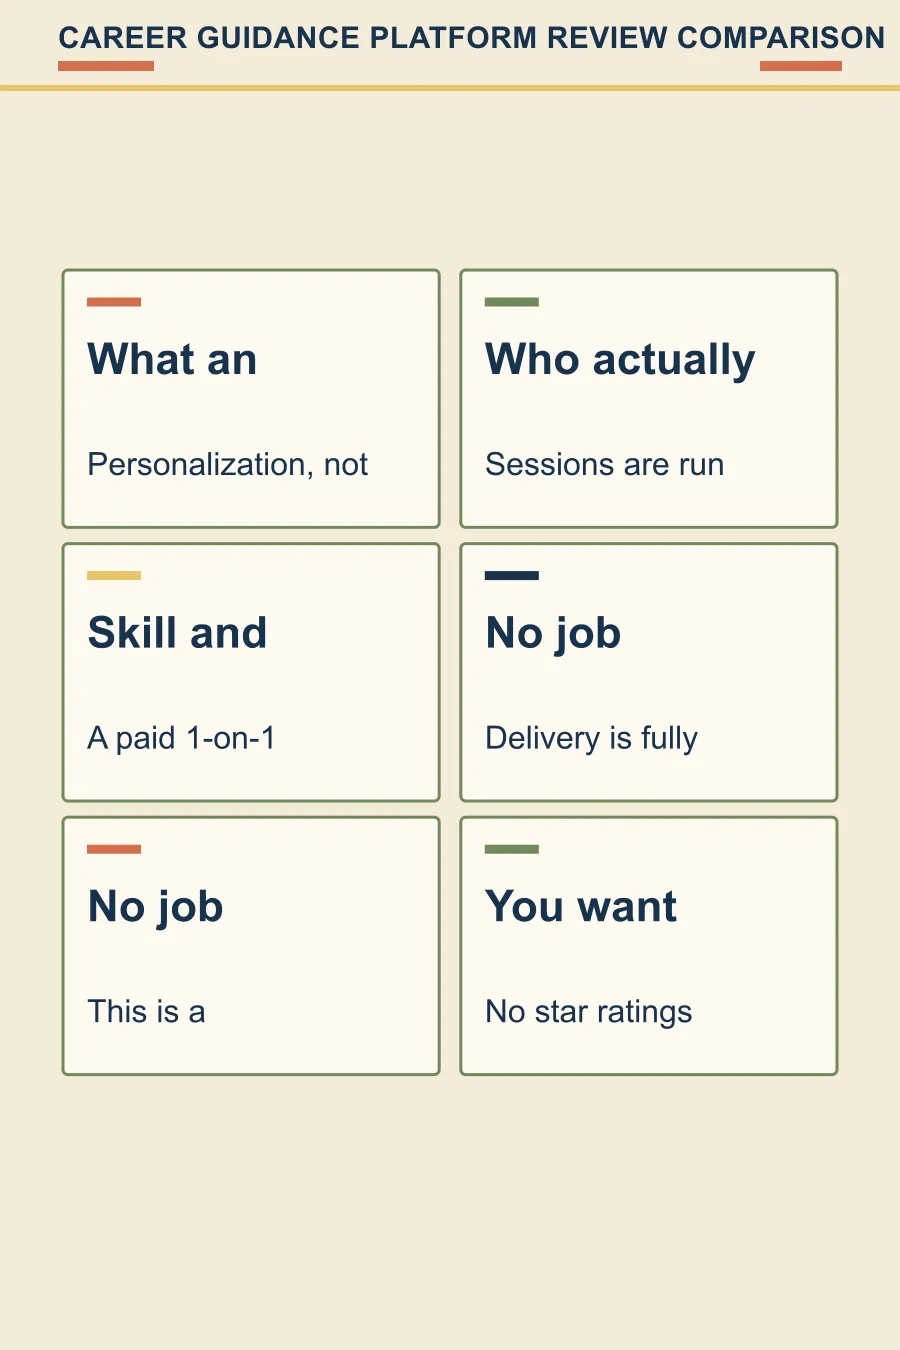 CAREER GUIDANCE PLATFORM REVIEW COMPARISON
What an
Personalization, not
Who actually
Sessions are run
Skill and
A paid 1-on-1
No job
Delivery is fully
No job
This is a
You want
No star ratings